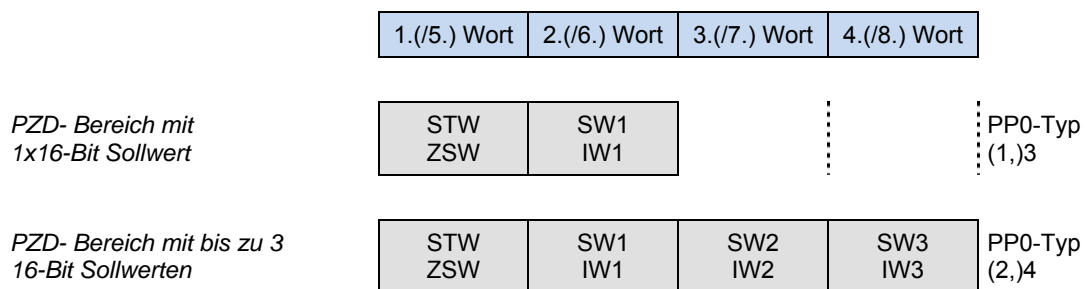 1.(/5.) Wort 2.(/6.) Wort 3.(/7.) Wort 4.(/8.) Wort
PZD- Bereich mit STW SW1 PP0-Typ
1x16-Bit Sollwert ZSW IW1 (1,)3
PZD- Bereich mit bis zu 3 STW SW1 SW2 SW3 PP0-Typ
16-Bit Sollwerten ZSW IW1 IW2 IW3 (2,)4